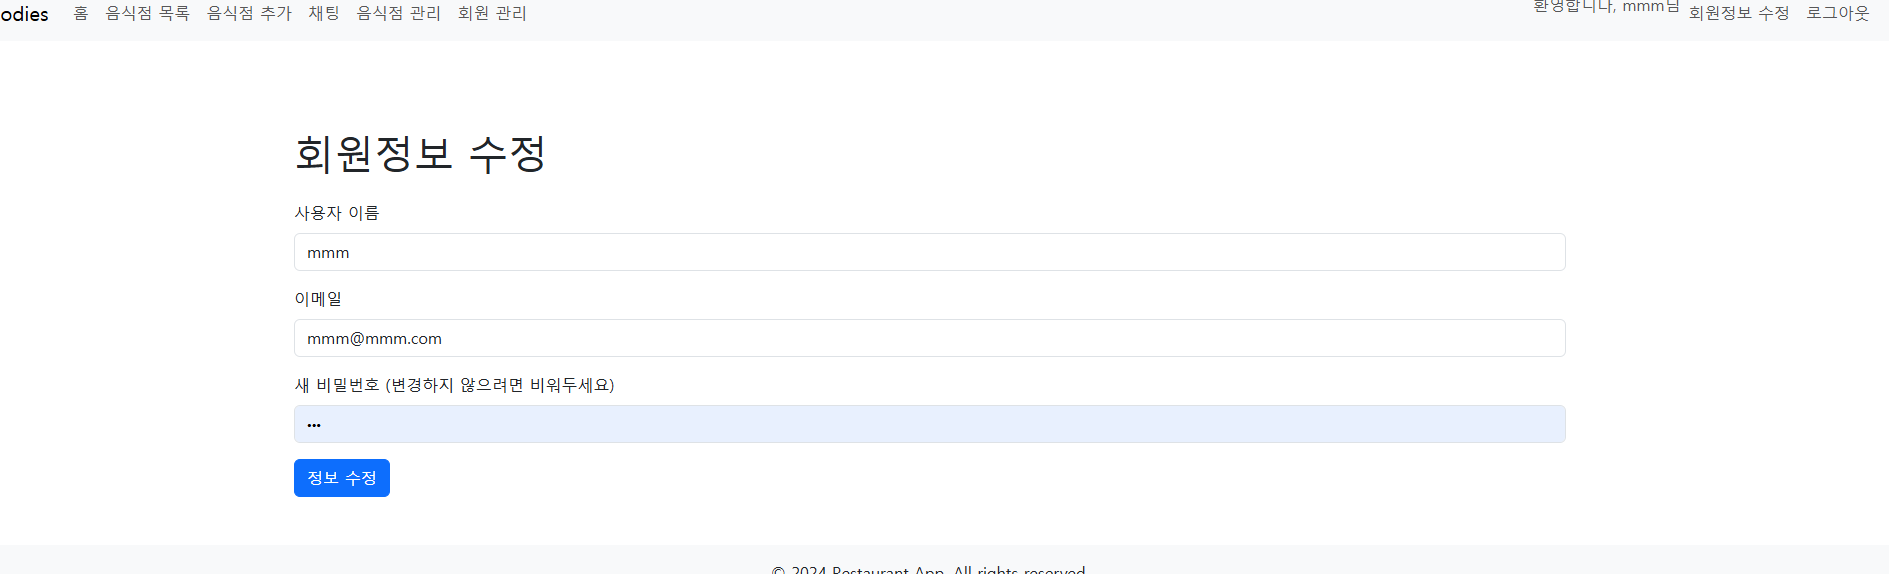 odies 홈 음식점 목록 음식점 추가 채팅 음식점 관리 회원 관리 환영합니다, mmm님 회원정보 수정 로그아웃
회원정보 수정
사용자 이름
mmm
이메일
mmm@mmm.com
새 비밀번호 (변경하지 않으려면 비워두세요)
•••
정보 수정
© 2024 Restaurant App. All rights reserved.